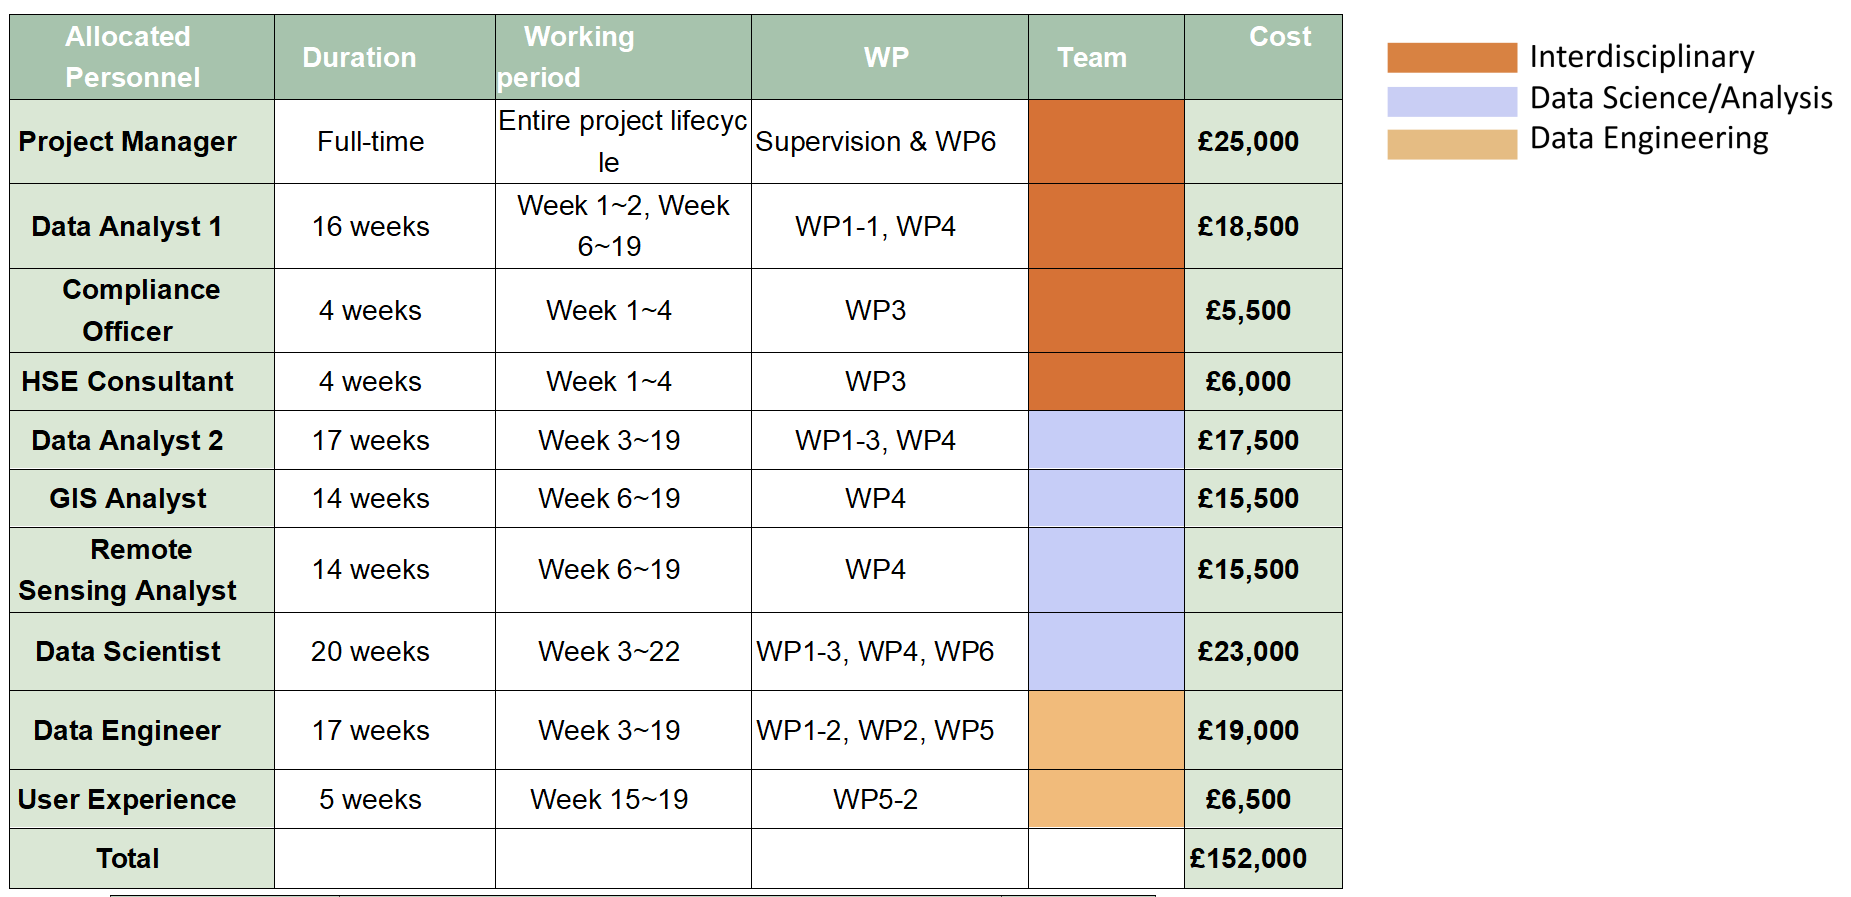 Allocated
Personnel
Duration
Working
period
WP
Team
Cost
Project Manager
Full-time
Entire project lifecyc
le
Supervision & WP6
£25,000
Data Analyst 1
16 weeks
Week 1~2, Week
6~19
WP1-1, WP4
£18,500
Compliance
Officer
4 weeks
Week 1~4
WP3
£5,500
HSE Consultant
4 weeks
Week 1~4
WP3
£6,000
Data Analyst 2
17 weeks
Week 3~19
WP1-3, WP4
£17,500
GIS Analyst
14 weeks
Week 6~19
WP4
£15,500
Remote
Sensing Analyst
14 weeks
Week 6~19
WP4
£15,500
Data Scientist
20 weeks
Week 3~22
WP1-3, WP4, WP6
£23,000
Data Engineer
17 weeks
Week 3~19
WP1-2, WP2, WP5
£19,000
User Experience
5 weeks
Week 15~19
WP5-2
£6,500
Total
£152,000
Interdisciplinary
Data Science/Analysis
Data Engineering